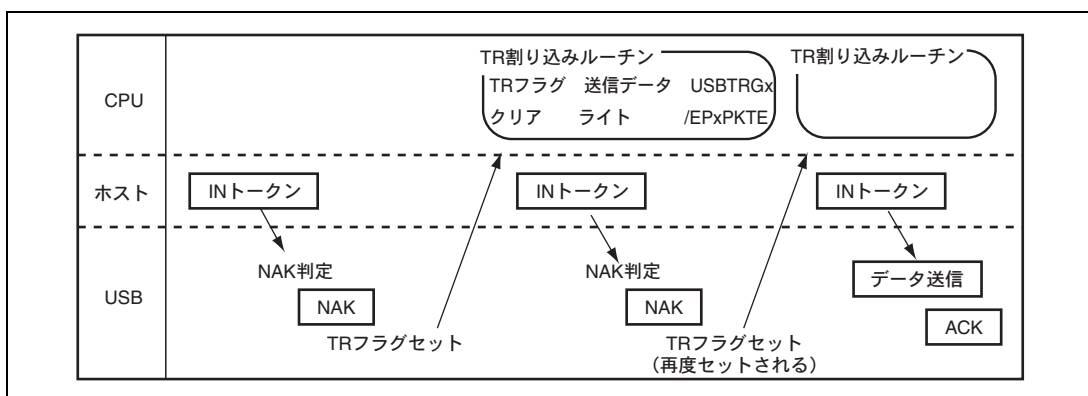 CPU
TR割り込みルーチン
TRフラグ 送信データ USBTRGx
クリア ライト /EPxPKTE
TR割り込みルーチン
ホスト
INトークン
INトークン
INトークン
USB
NAK判定
NAK
TRフラグセット
NAK判定
NAK
TRフラグセット
（再度セットされる）
データ送信
ACK